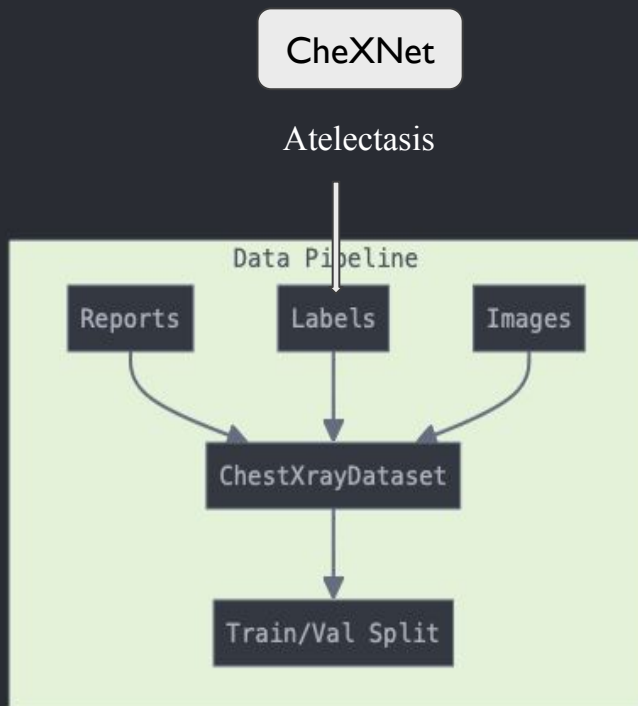 CheXNet
Atelectasis
Data Pipeline
Reports Labels Images
ChestXrayDataset
Train/Val Split